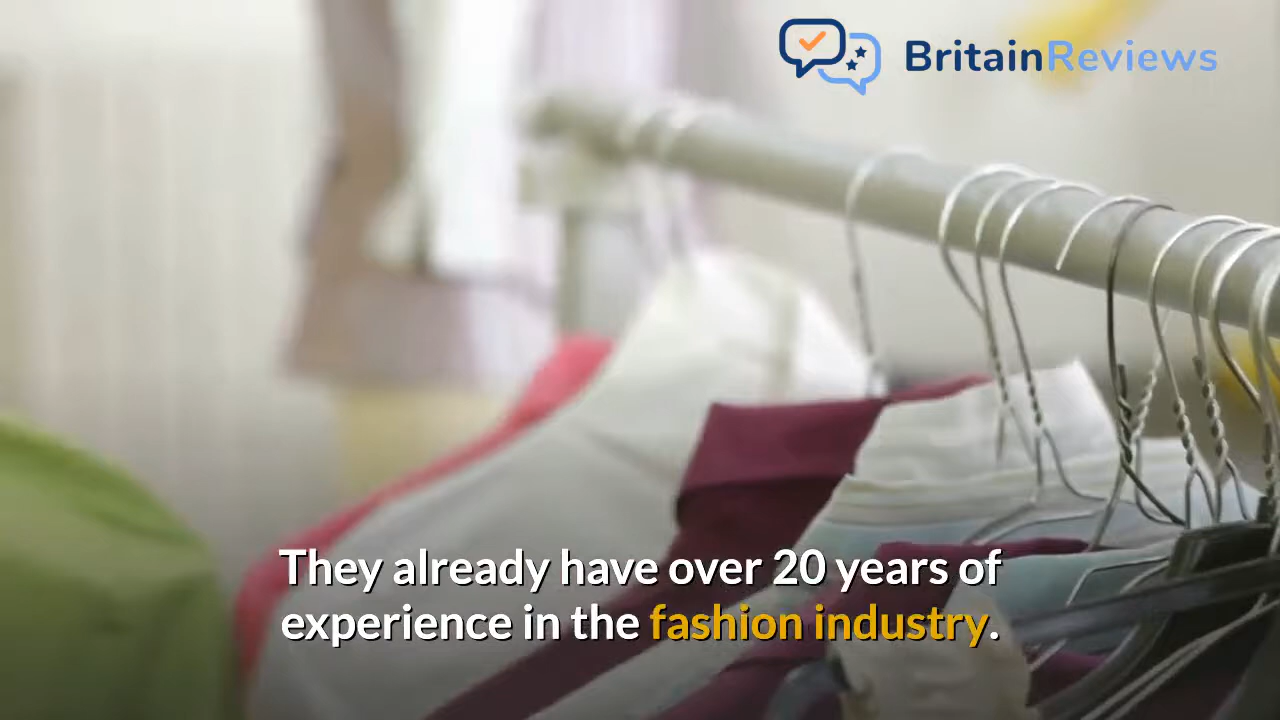 BritainReviews
They already have over 20 years of
experience in the fashion industry.